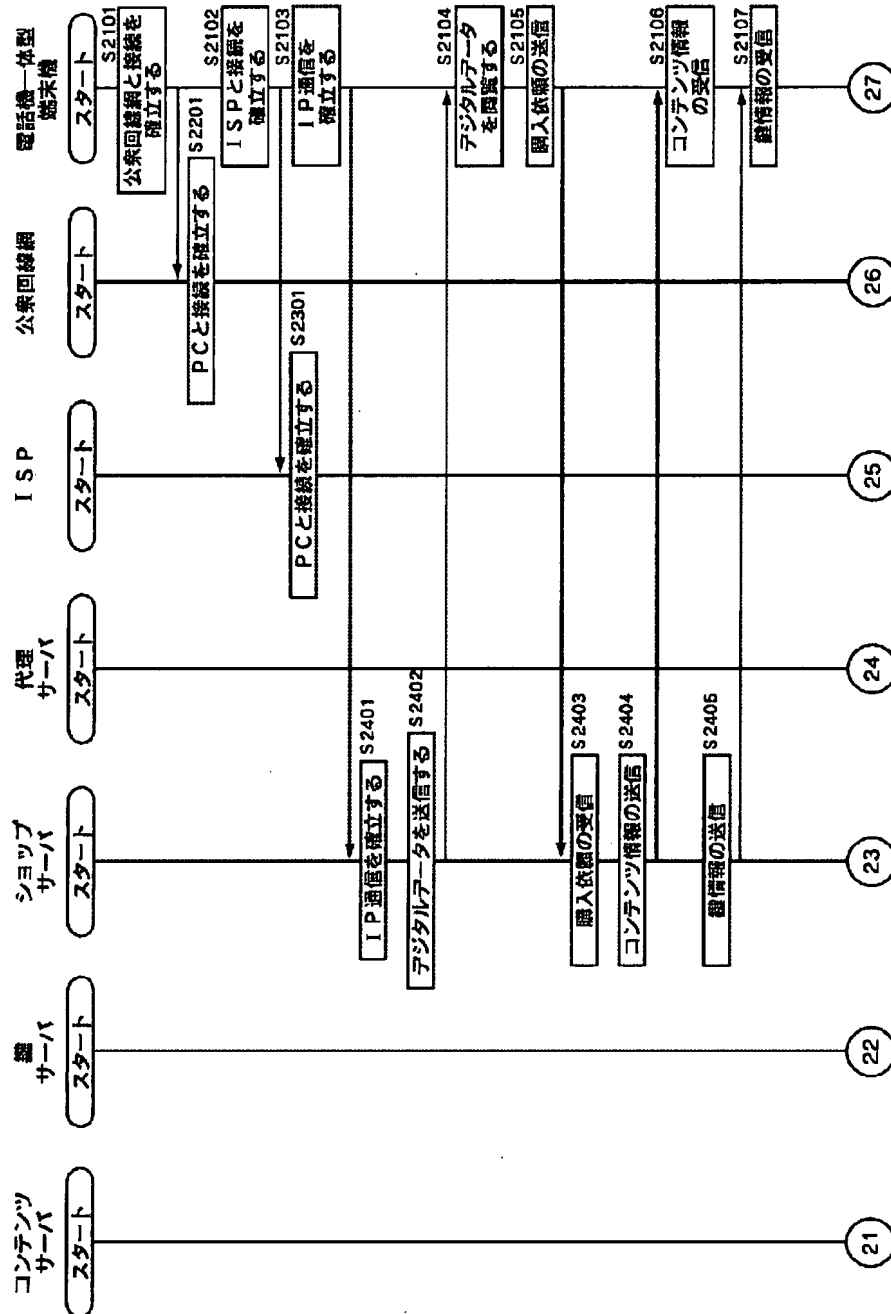 コンテンツ
サーバ
スタート
21
鍵
サーバ
スタート
22
ショップ
サーバ
スタート
S2401
IP通信を確立する
S2402
デジタルデータを送信する
S2403
購入依頼の受信
S2404
コンテンツ情報の送信
S2405
鍵情報の送信
23
代理
サーバ
スタート
24
ISP
スタート
S2301
PCと接続を確立する
25
公衆回線網
スタート
S2201
PCと接続を確立する
26
電話機一体型
端末機
スタート
S2101
公衆回線網と接続を
確立する
S2102
ISPと接続を
確立する
S2103
IP通信を
確立する
S2104
デジタルデータ
を閲覧する
S2105
購入依頼の送信
S2106
コンテンツ情報
の受信
S2107
鍵情報の受信
27